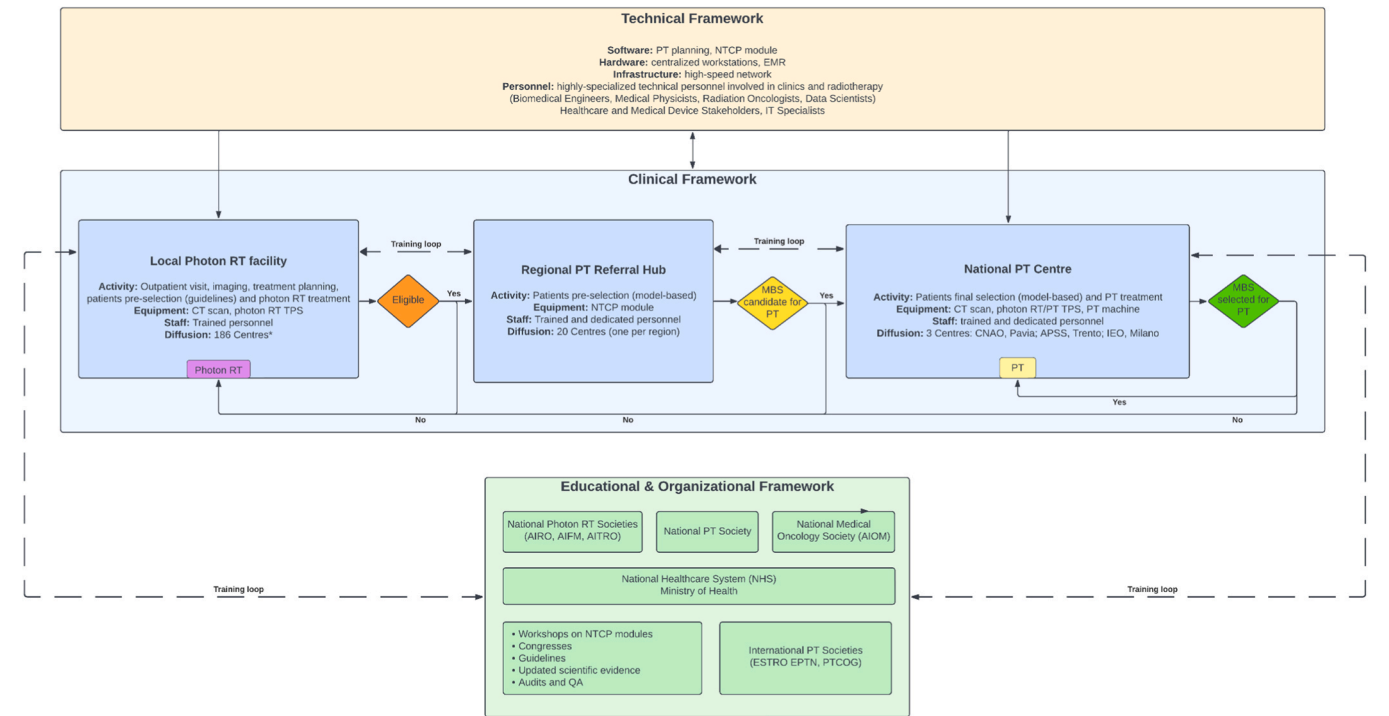 Technical Framework
Software: PT planning, NTCP module
Hardware: centralized workstations, EMR
Infrastructure: high-speed network
Personnel: highly-specialized technical personnel involved in clinics and radiotherapy
(Biomedical Engineers, Medical Physicists, Radiation Oncologists, Data Scientists)
Healthcare and Medical Device Stakeholders, IT Specialists
Clinical Framework
Local Photon RT facility
Activity: Outpatient visit, imaging, treatment planning,
patients pre-selection (guidelines) and photon RT treatment
Equipment: CT scan, photon RT TPS
Staff: Trained personnel
Diffusion: 186 Centres*
Photon RT
Training loop
Eligible
Yes
Regional PT Referral Hub
Activity: Patients pre-selection (model-based)
Equipment: NTCP module
Staff: Trained and dedicated personnel
Diffusion: 20 Centres (one per region)
Training loop
MBS
candidate for
PT
Yes
National PT Centre
Activity: Patients final selection (model-based) and PT treatment
Equipment: CT scan, photon RT/PT TPS, PT machine
Staff: trained and dedicated personnel
Diffusion: 3 Centres: CNAO, Pavia; APSS, Trento; IEO, Milano
PT
MBS
selected for
PT
Yes
No
No
No
Educational & Organizational Framework
National Photon RT Societies
(AIRO, AIFM, AITRO)
National PT Society
National Medical
Oncology Society (AIOM)
National Healthcare System (NHS)
Ministry of Health
Training loop
Training loop
• Workshops on NTCP modules
• Congresses
• Guidelines
• Updated scientific evidence
• Audits and QA
International PT Societies
(ESTRO EPTN, PTCOG)